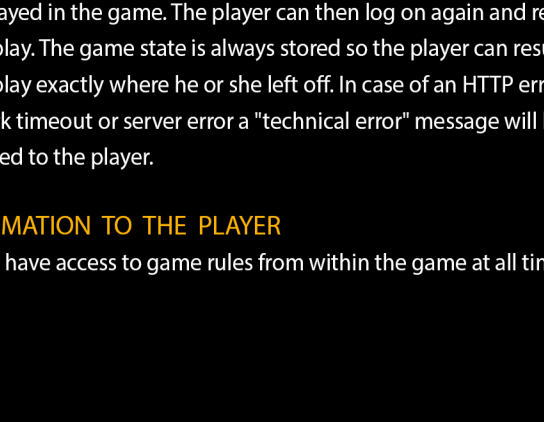 ayed in the game. The player can then log on again and re
play. The game state is always stored so the player can resu
play exactly where he or she left off. In case of an HTTP err
k timeout or server error a "technical error" message will
ed to the player.
MATION TO THE PLAYER
have access to game rules from within the game at all tim